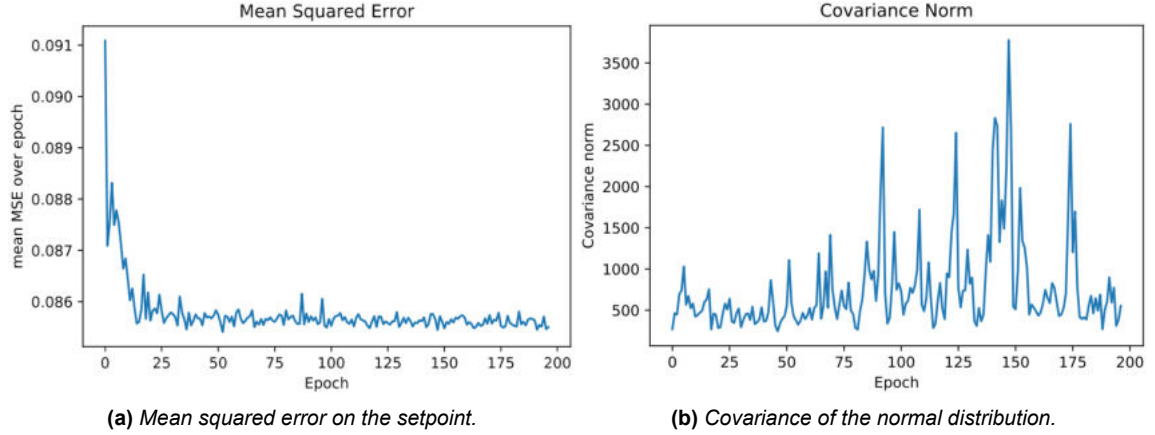 Mean Squared Error
0.091
0.090
0.089
0.088
0.087
0.086
mean MSE over epoch
0 25 50 75 100 125 150 175 200
Epoch
(a) Mean squared error on the setpoint.
Covariance Norm
3500
3000
2500
2000
1500
1000
500
Covariance norm
0 25 50 75 100 125 150 175 200
Epoch
(b) Covariance of the normal distribution.